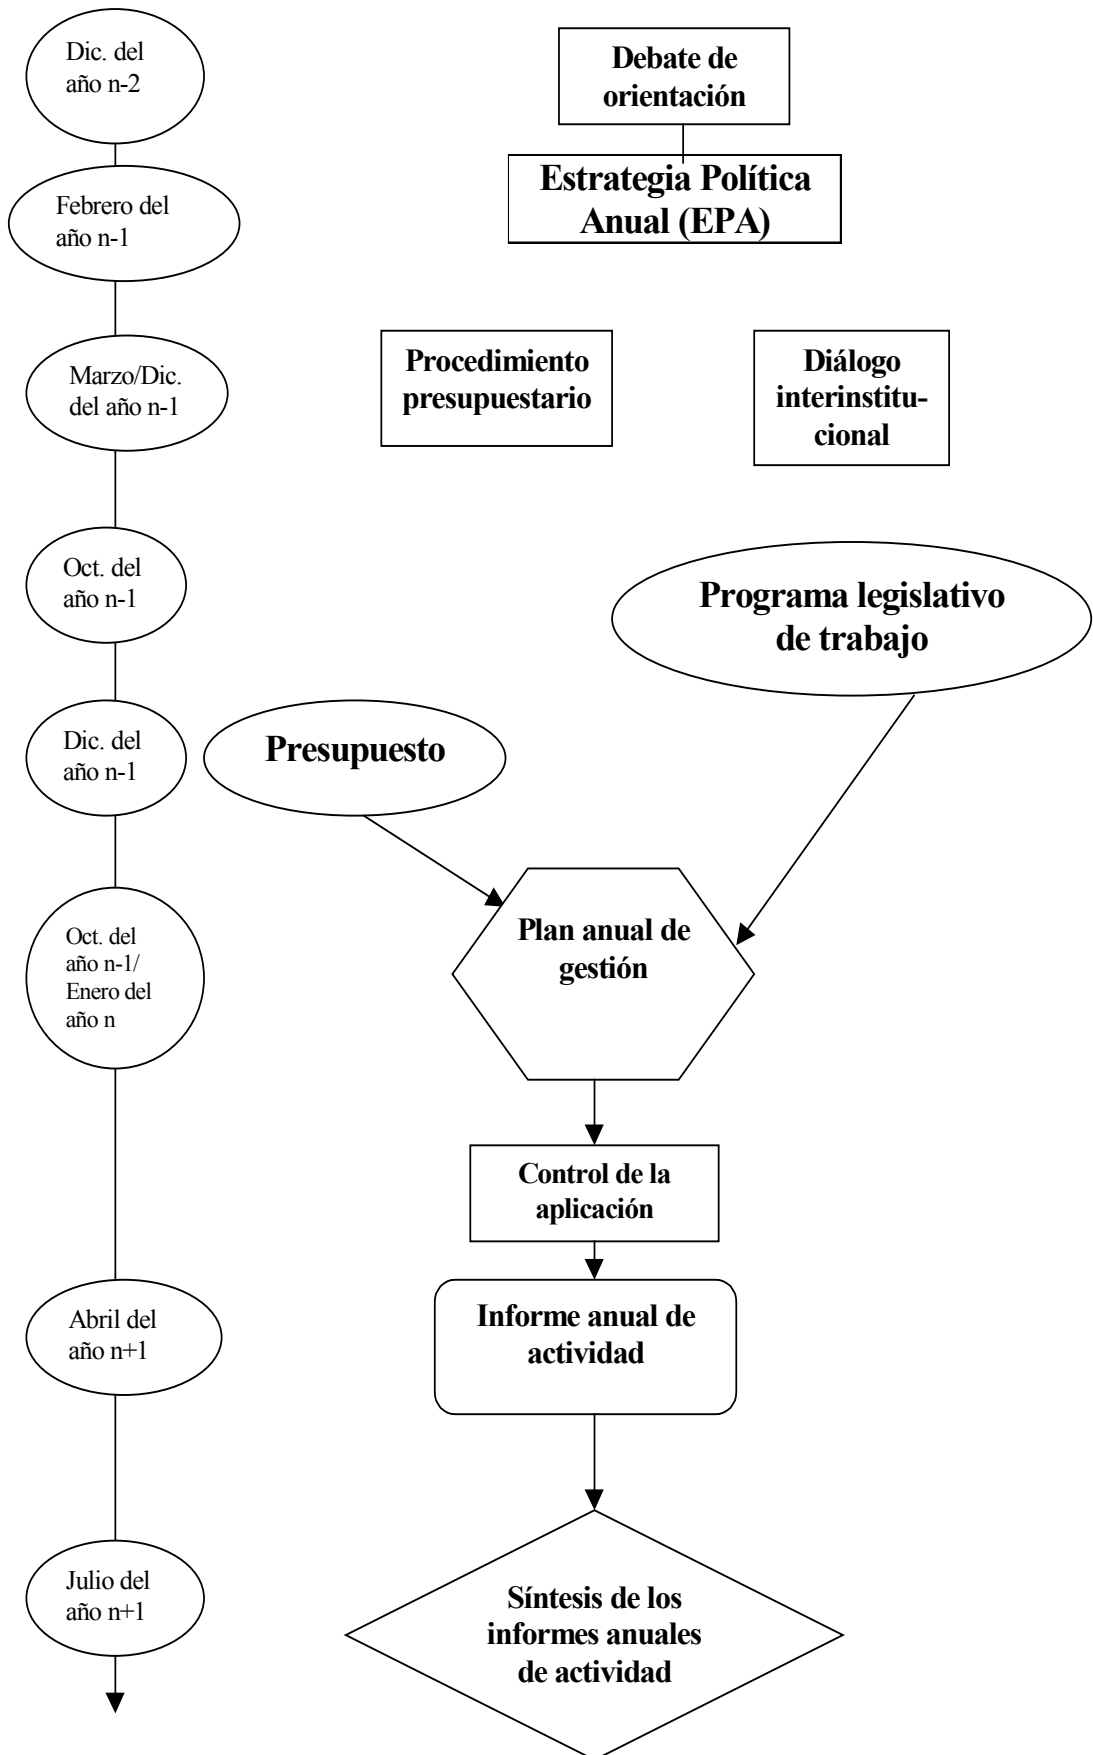 Dic. del
año n-2
Debate de
orientación
Febrero del
año n-1
Estrategia Política
Anual (EPA)
Marzo/Dic.
del año n-1
Procedimiento
presupuestario
Diálogo
interinstitu-
cional
Oct. del
año n-1
Programa legislativo
de trabajo
Dic. del
año n-1
Presupuesto
Oct. del
año n-1/
Enero del
año n
Plan anual de
gestión
Control de la
aplicación
Abril del
año n+1
Informe anual de
actividad
Julio del
año n+1
Síntesis de los
informes anuales
de actividad